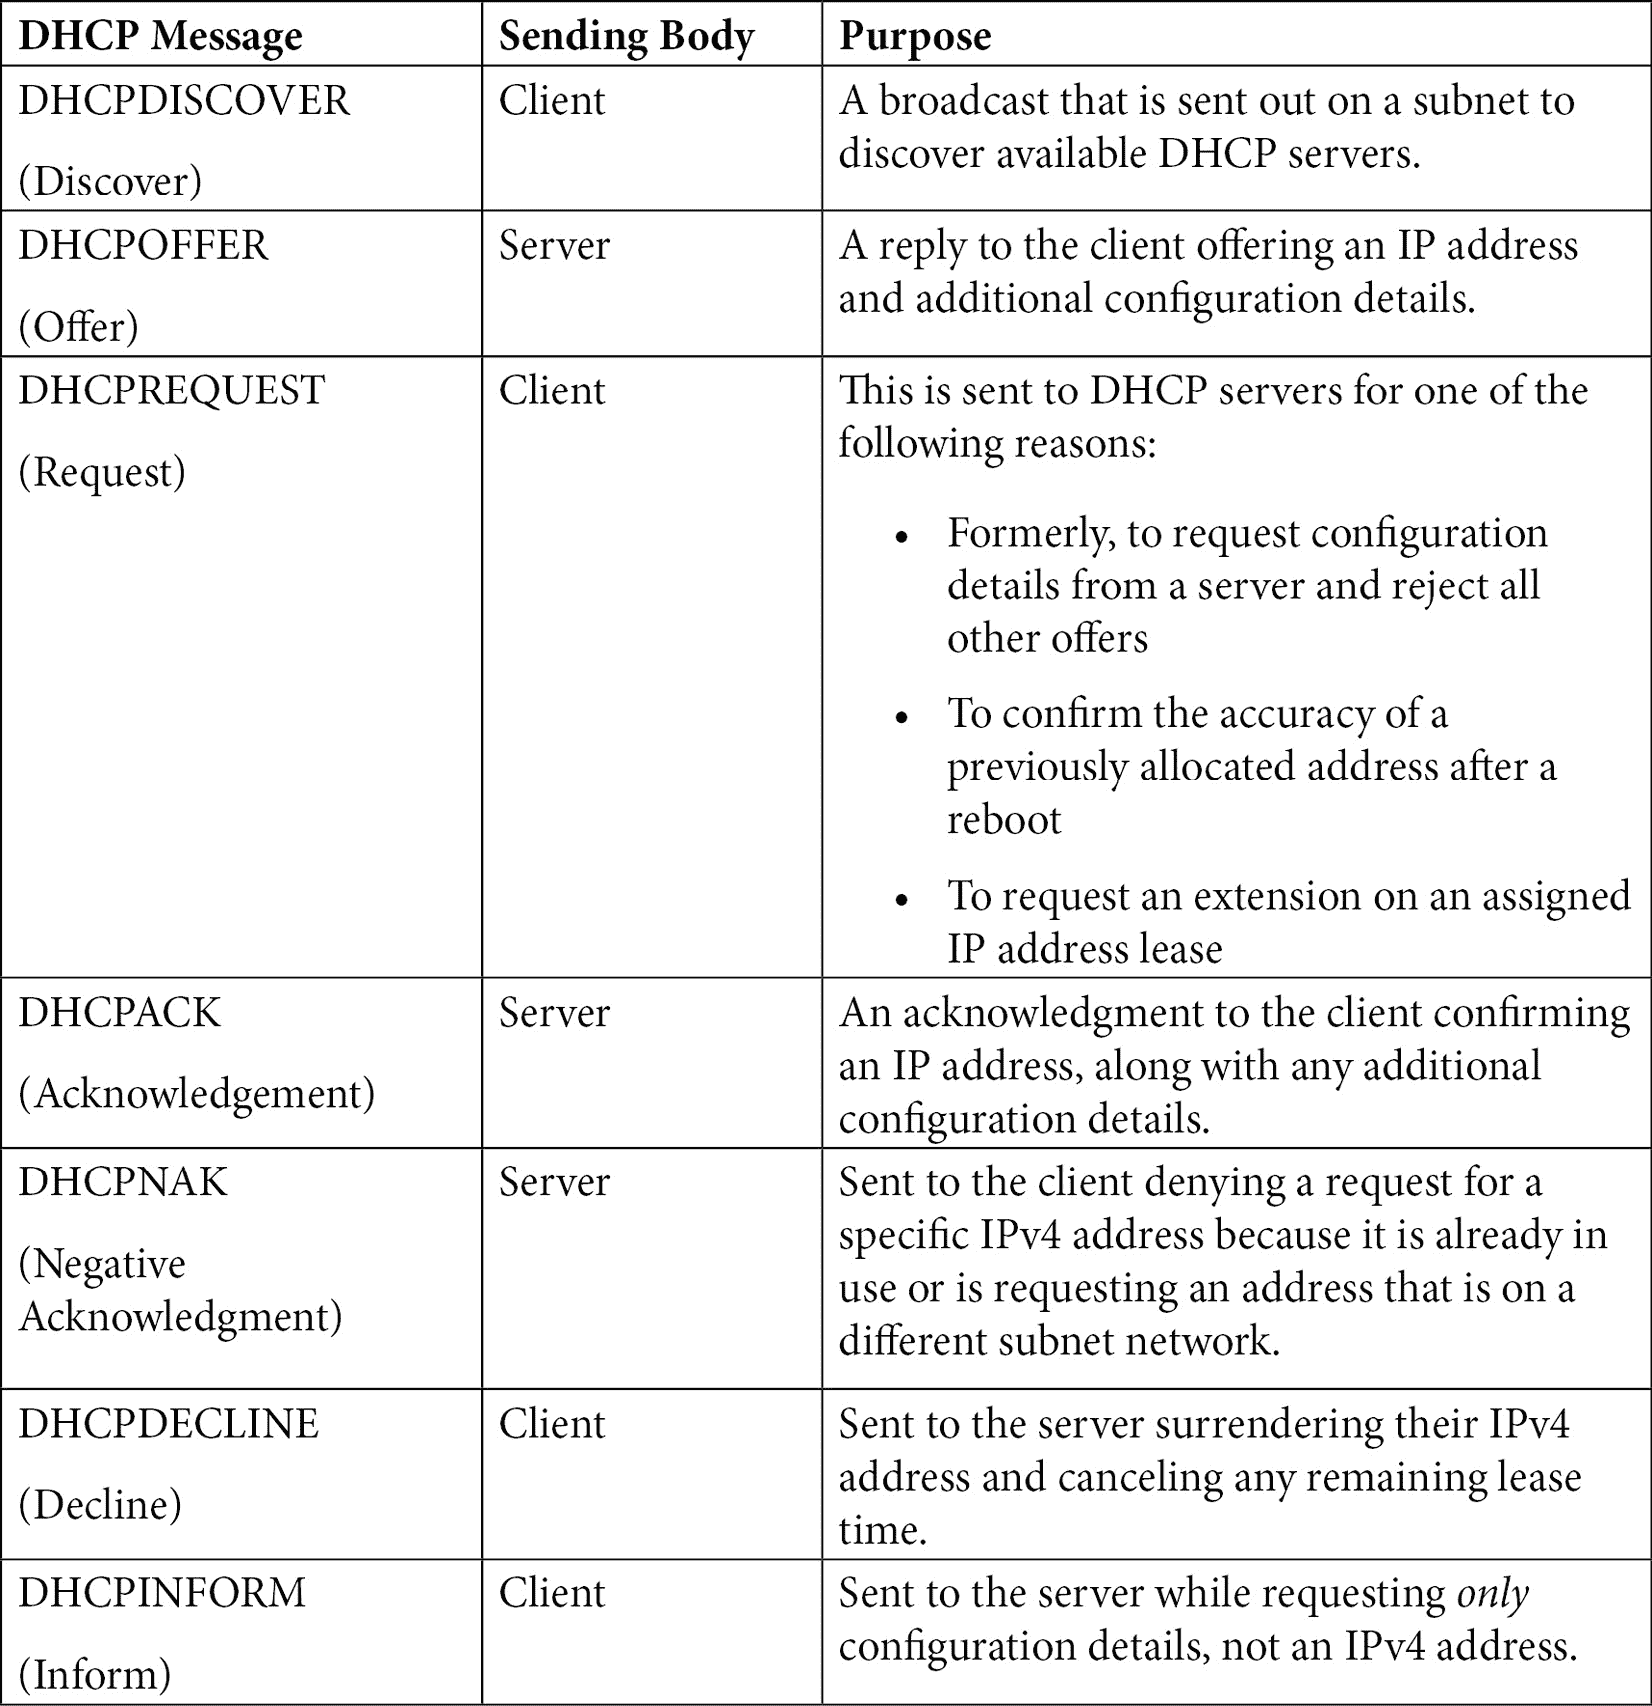 DHCP Message Sending Body Purpose
DHCPDISCOVER
(Discover)
Client
A broadcast that is sent out on a subnet to
discover available DHCP servers.
DHCPOFFER
(Offer)
Server
A reply to the client offering an IP address
and additional configuration details.
DHCPREQUEST
(Request)
Client
This is sent to DHCP servers for one of the
following reasons:
• Formerly, to request configuration
details from a server and reject all
other offers
• To confirm the accuracy of a
previously allocated address after a
reboot
• To request an extension on an assigned
IP address lease
DHCPACK
(Acknowledgement)
Server
An acknowledgment to the client confirming
an IP address, along with any additional
configuration details.
DHCPNAK
(Negative
Acknowledgment)
Server
Sent to the client denying a request for a
specific IPv4 address because it is already in
use or is requesting an address that is on a
different subnet network.
DHCPDECLINE
(Decline)
Client
Sent to the server surrendering their IPv4
address and canceling any remaining lease
time.
DHCPINFORM
(Inform)
Client
Sent to the server while requesting only
configuration details, not an IPv4 address.